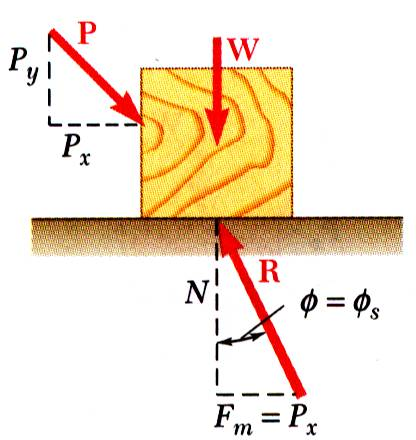 P
W
P_y
P_x
R
N
ϕ = ϕ_s
F_m = P_x